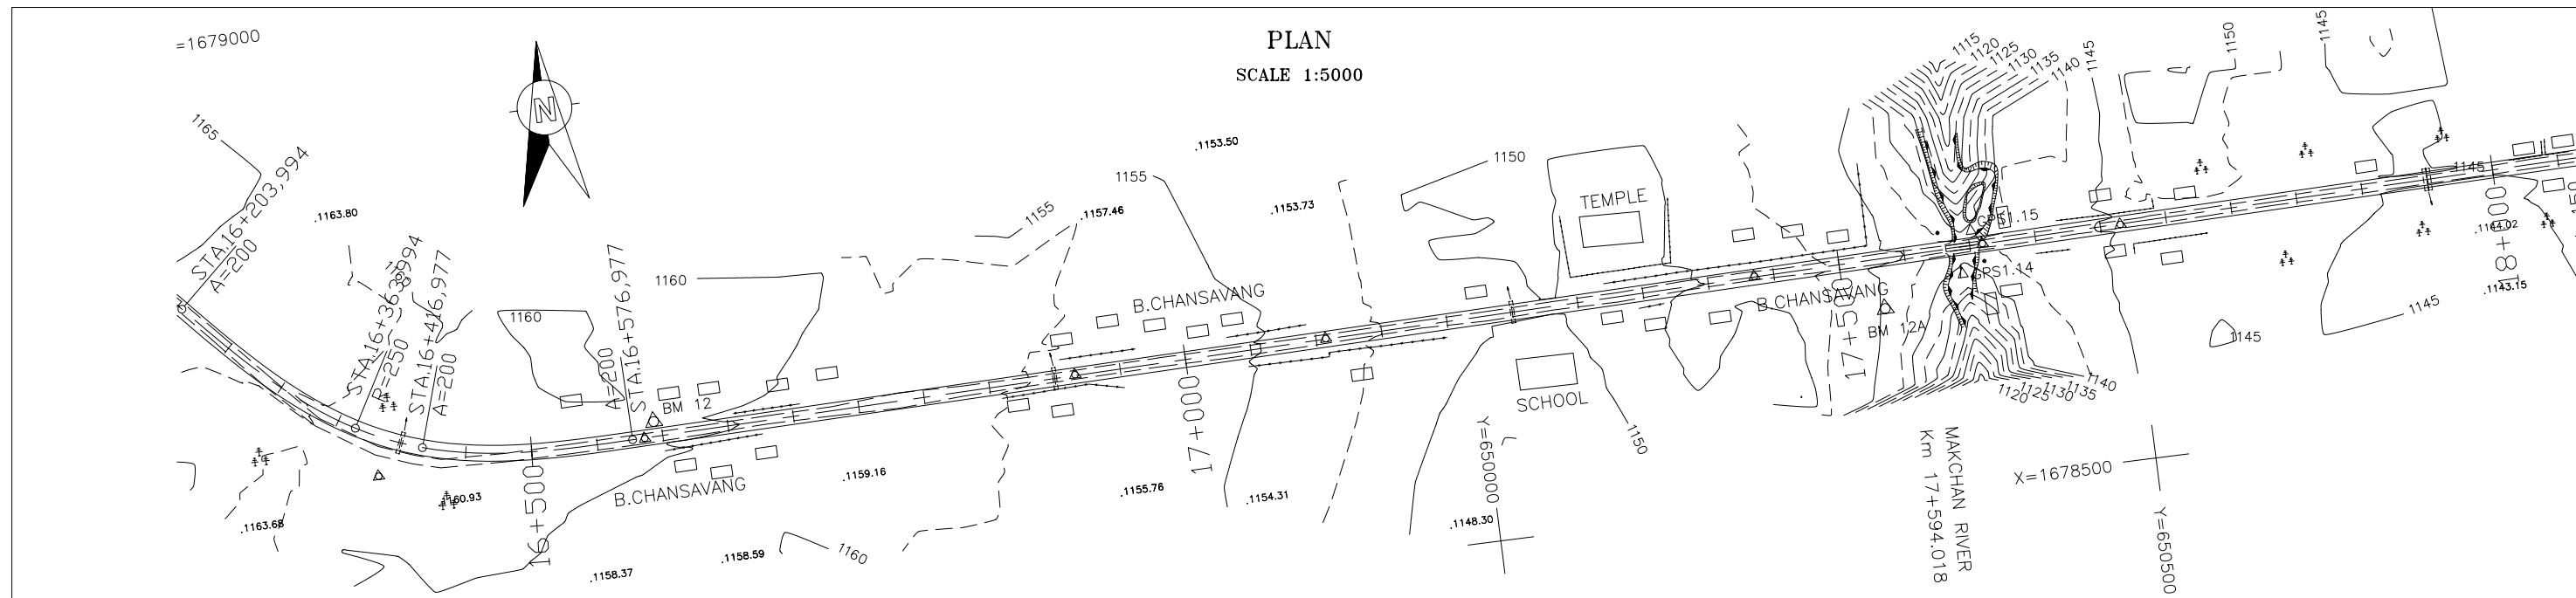 PLAN
SCALE 1:5000
=1679000
N
1165
STA.16+203,994
A=200
.1163.80
R=250
STA.16+416,977
A=200
A=200
STA.16+576,977
1160
1160
BM 12
B.CHANSAVANG
.1163.68
16+500
.1158.37
.1158.59
1160
.1159.16
1155
.1157.46
1155
.1153.50
.1153.73
B.CHANSAVANG
17+000
.1155.76
.1154.31
1150
TEMPLE
SCHOOL
1150
Y=650000
.1148.30
B.CHANSAVANG
17+500
BM 12A
GPS1.15
GPS1.14
1115
1120
1125
1130
1135
1140
1145
1150
1145
1120
1125
1130
1135
1140
MAKCHAN RIVER
Km 17+594.018
X=1678500
Y=650500
1145
1145
1145
18+000
.1144.02
.1143.15